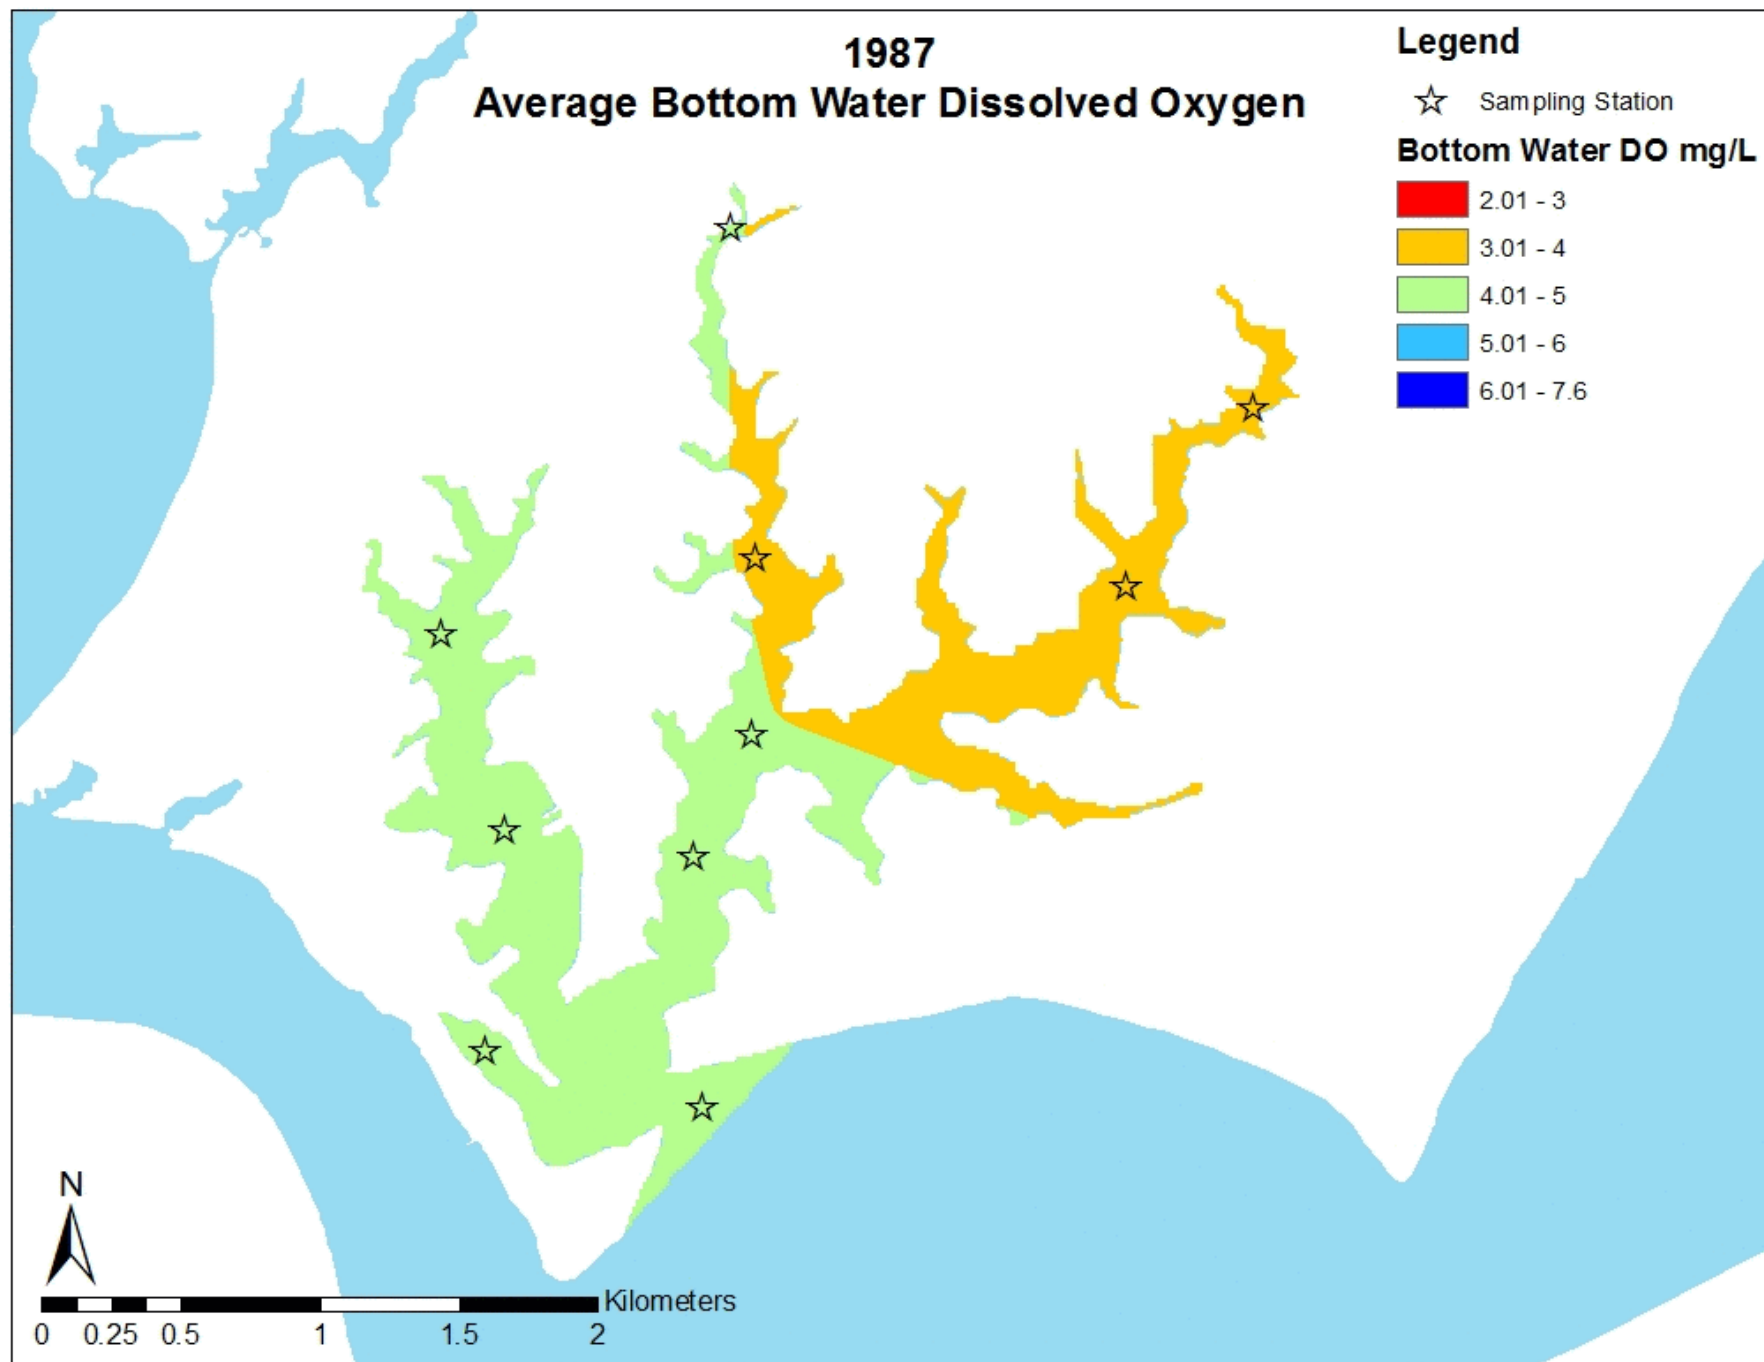 1987
Average Bottom Water Dissolved Oxygen
Legend
Sampling Station
Bottom Water DO mg/L
2.01 - 3
3.01 - 4
4.01 - 5
5.01 - 6
6.01 - 7.6
N
Kilometers
0 0.25 0.5 1 1.5 2